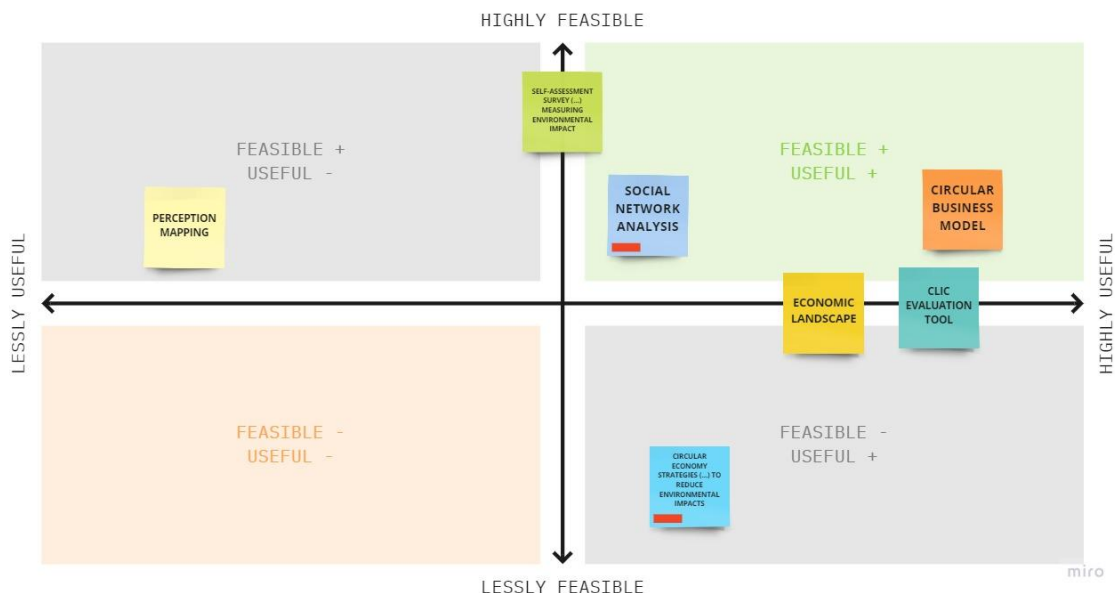 HIGHLY FEASIBLE
SELF-ASSESSMENT
SURVEY (...)
MEASURING
ENVIRONMENTAL
IMPACT
FEASIBLE +
USEFUL -
FEASIBLE +
USEFUL +
PERCEPTION
MAPPING
SOCIAL
NETWORK
ANALYSIS
CIRCULAR
BUSINESS
MODEL
LESSLY USEFUL
ECONOMIC
LANDSCAPE
CLIC
EVALUATION
TOOL
HIGHLY USEFUL
FEASIBLE -
USEFUL -
FEASIBLE -
USEFUL +
CIRCULAR
ECONOMY
STRATEGIES (...) TO
REDUCE
ENVIRONMENTAL
IMPACTS
LESSLY FEASIBLE
miro